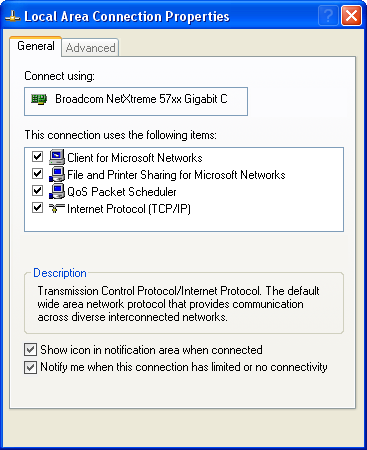 Local Area Connection Properties
General
Advanced
Connect using:
Broadcom NetXtreme 57xx Gigabit C
This connection uses the following items:
Client for Microsoft Networks
File and Printer Sharing for Microsoft Networks
QoS Packet Scheduler
Internet Protocol (TCP/IP)
Description
Transmission Control Protocol/Internet Protocol. The default
wide area network protocol that provides communication
across diverse interconnected networks.
Show icon in notification area when connected
Notify me when this connection has limited or no connectivity